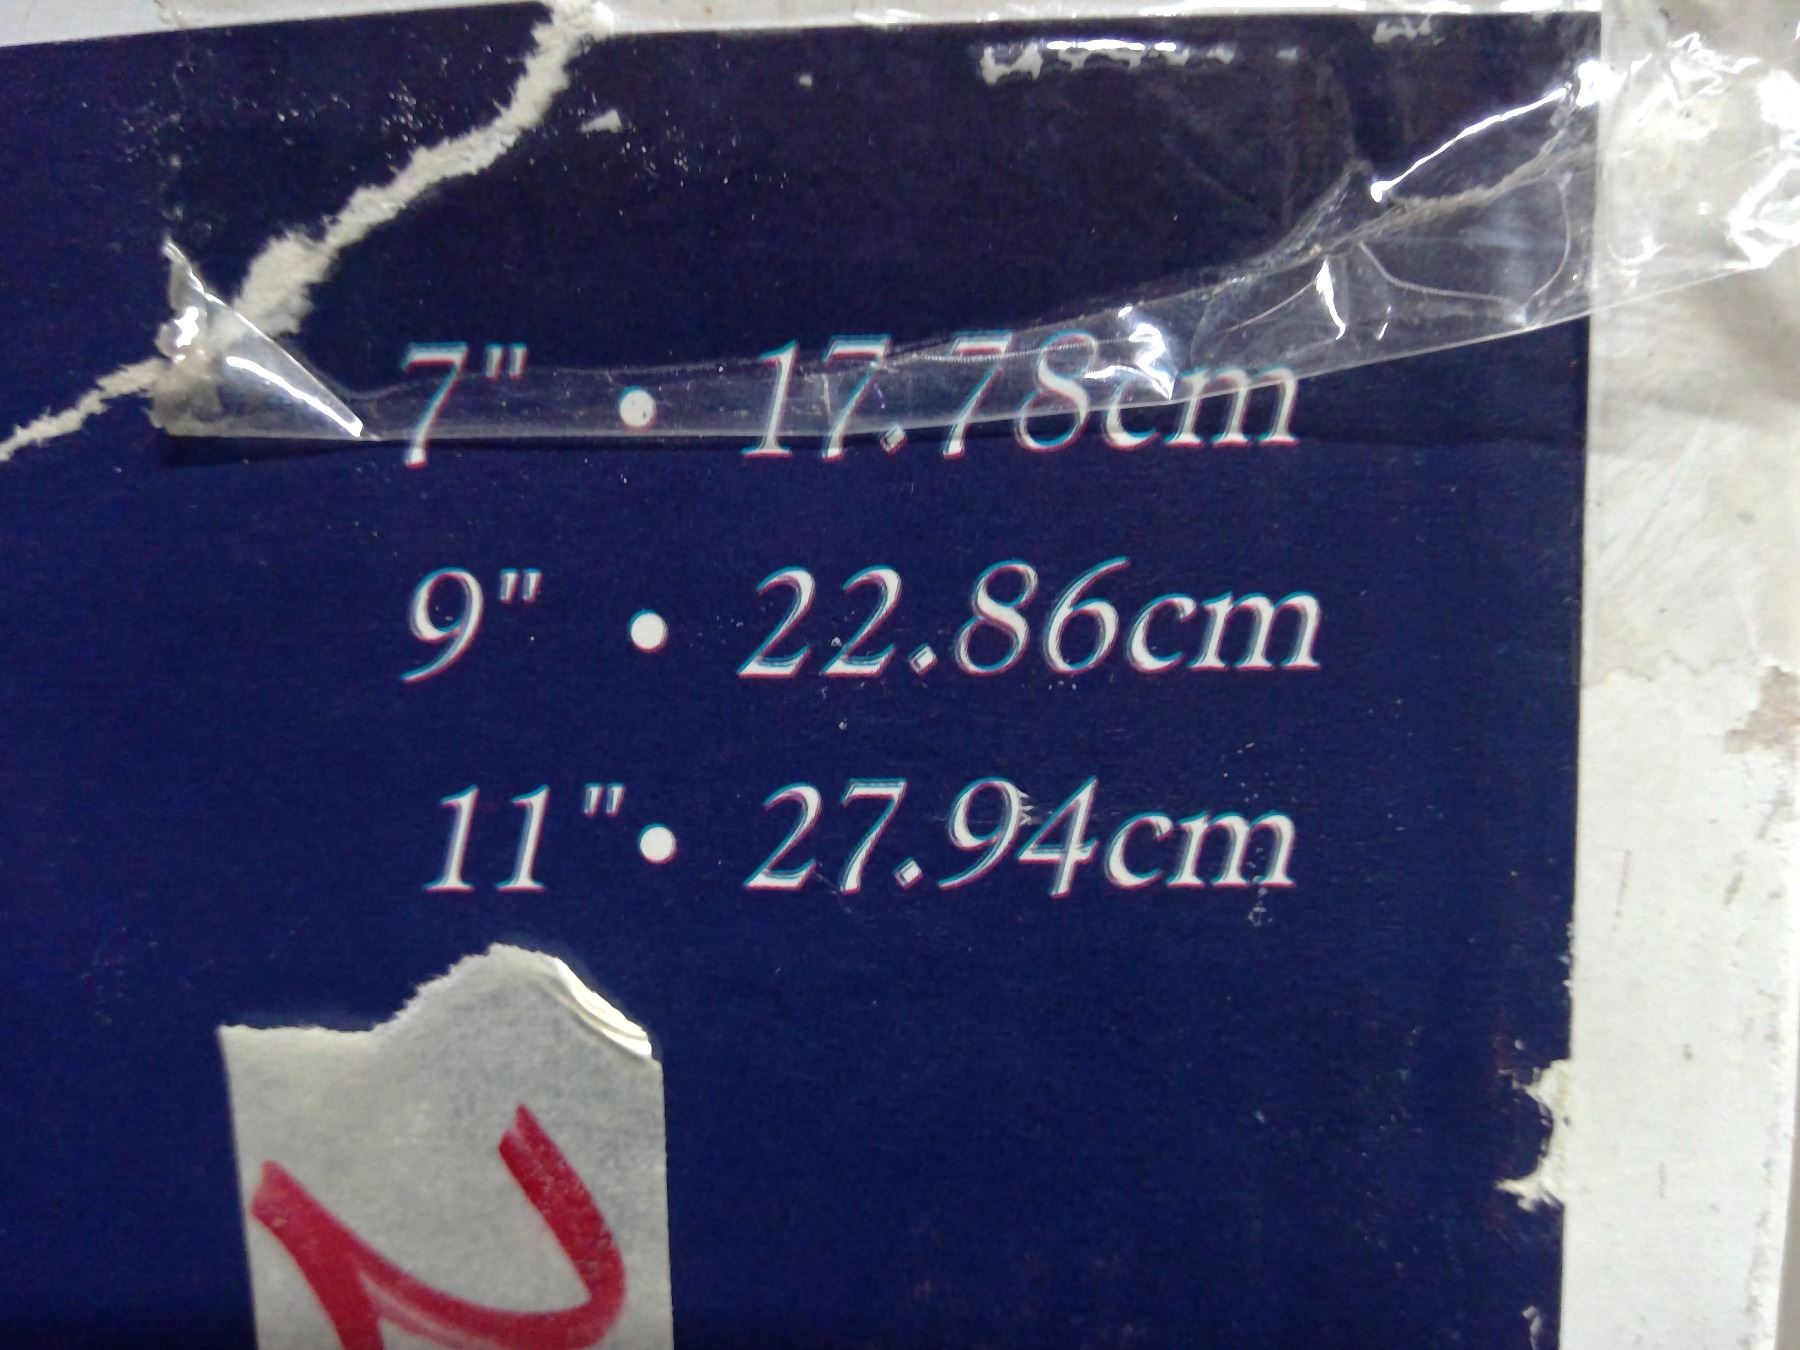 7" • 17.78cm
9" • 22.86cm
11" • 27.94cm